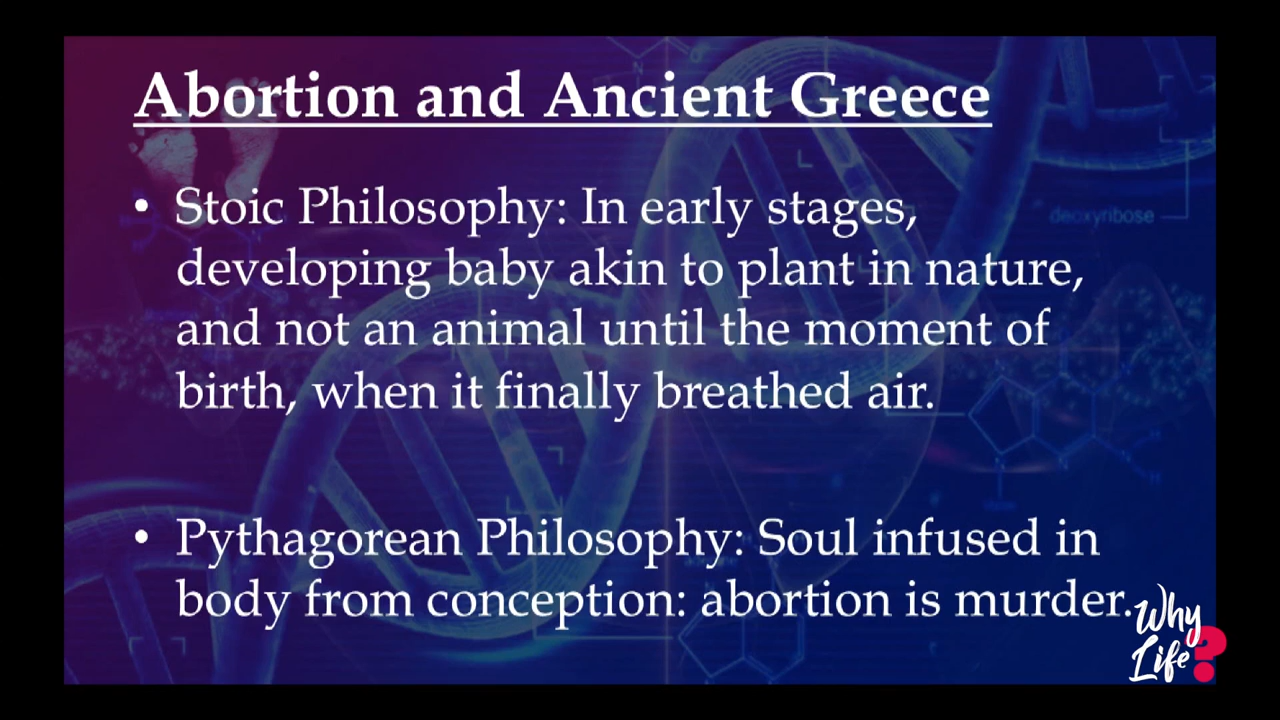 Abortion and Ancient Greece
• Stoic Philosophy: In early stages,
developing baby akin to plant in nature,
and not an animal until the moment of
birth, when it finally breathed air.
deoxyribose
• Pythagorean Philosophy: Soul infused in
body from conception: abortion is murder.
Why
Life?